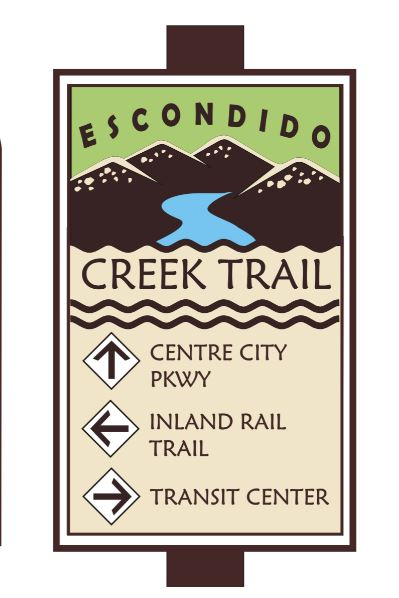 ESCONDIDO
CREEK TRAIL
CENTRE CITY
PKWY
INLAND RAIL
TRAIL
TRANSIT CENTER